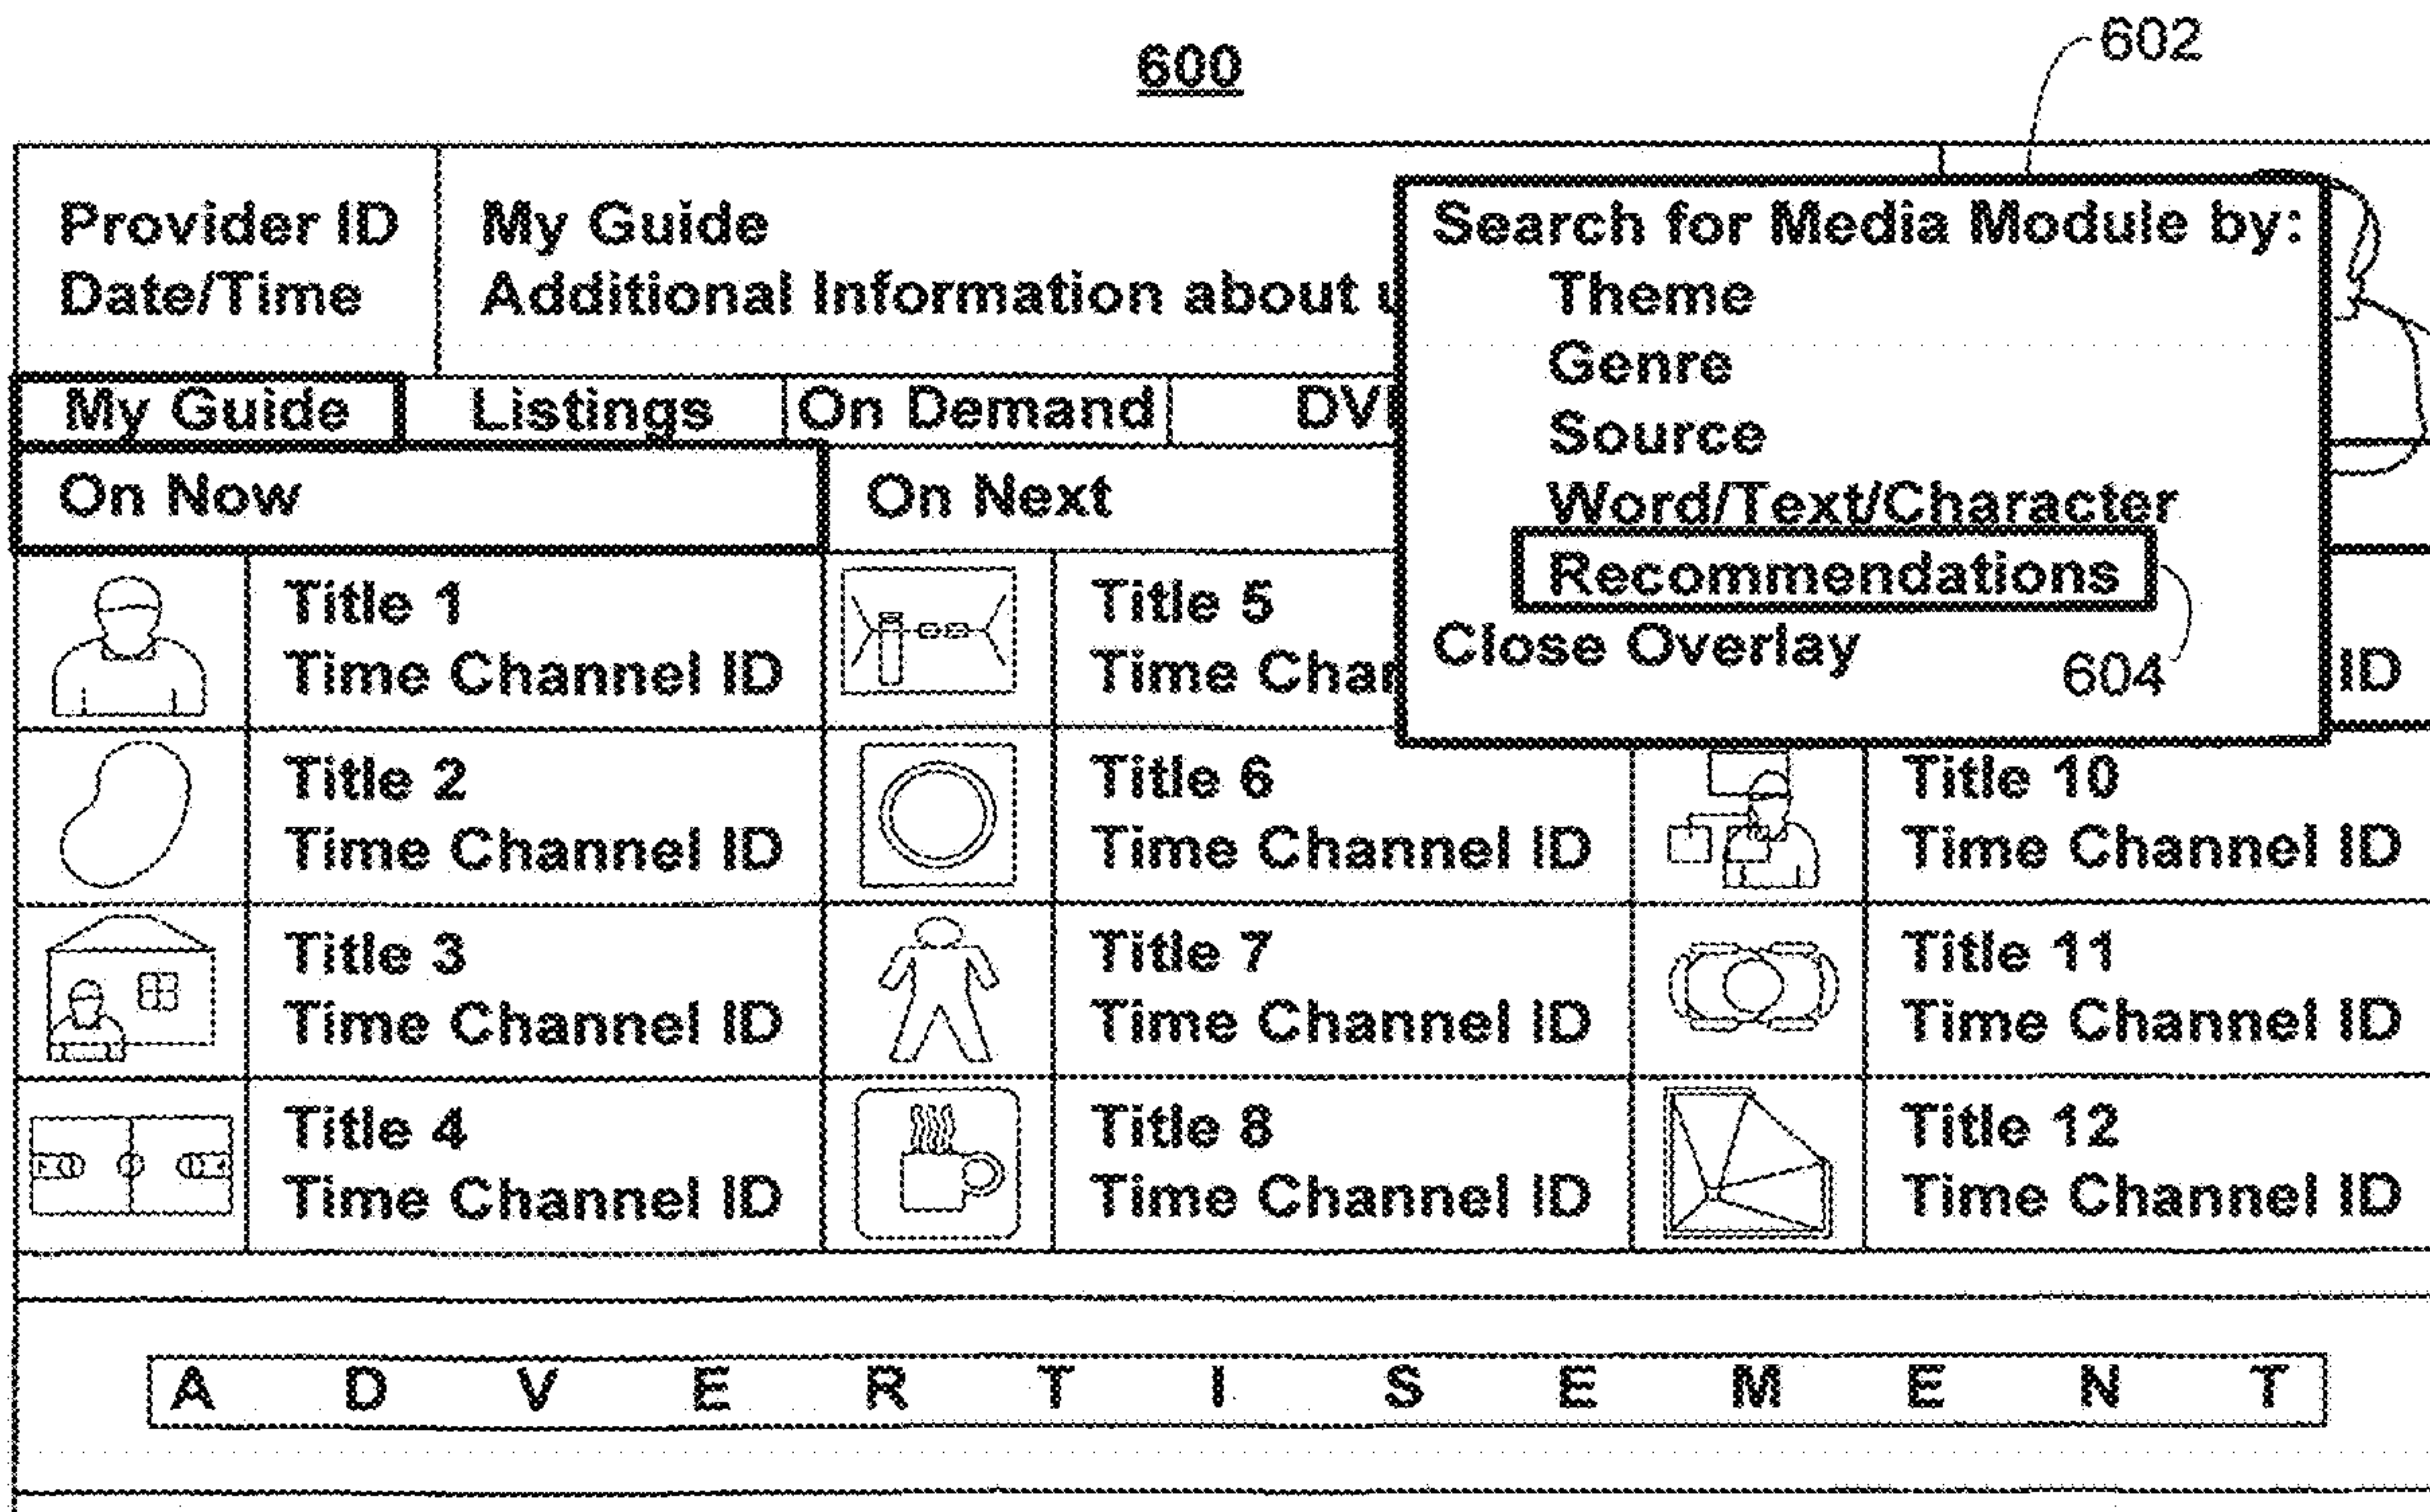 600
602
Provider ID
Date/Time
My Guide
Additional Information about
Search for Media Module by:
Theme
Genre
Source
Word/Text/Character
Recommendations
Close Overlay
604
My Guide
Listings
On Demand
On Now
On Next
Title 1
Time Channel ID
Title 5
Time
ID
Title 2
Time Channel ID
Title 6
Time Channel ID
Title 10
Time Channel ID
Title 3
Time Channel ID
Title 7
Time Channel ID
Title 11
Time Channel ID
Title 4
Time Channel ID
Title 8
Time Channel ID
Title 12
Time Channel ID
A D V E R T I S E M E N T